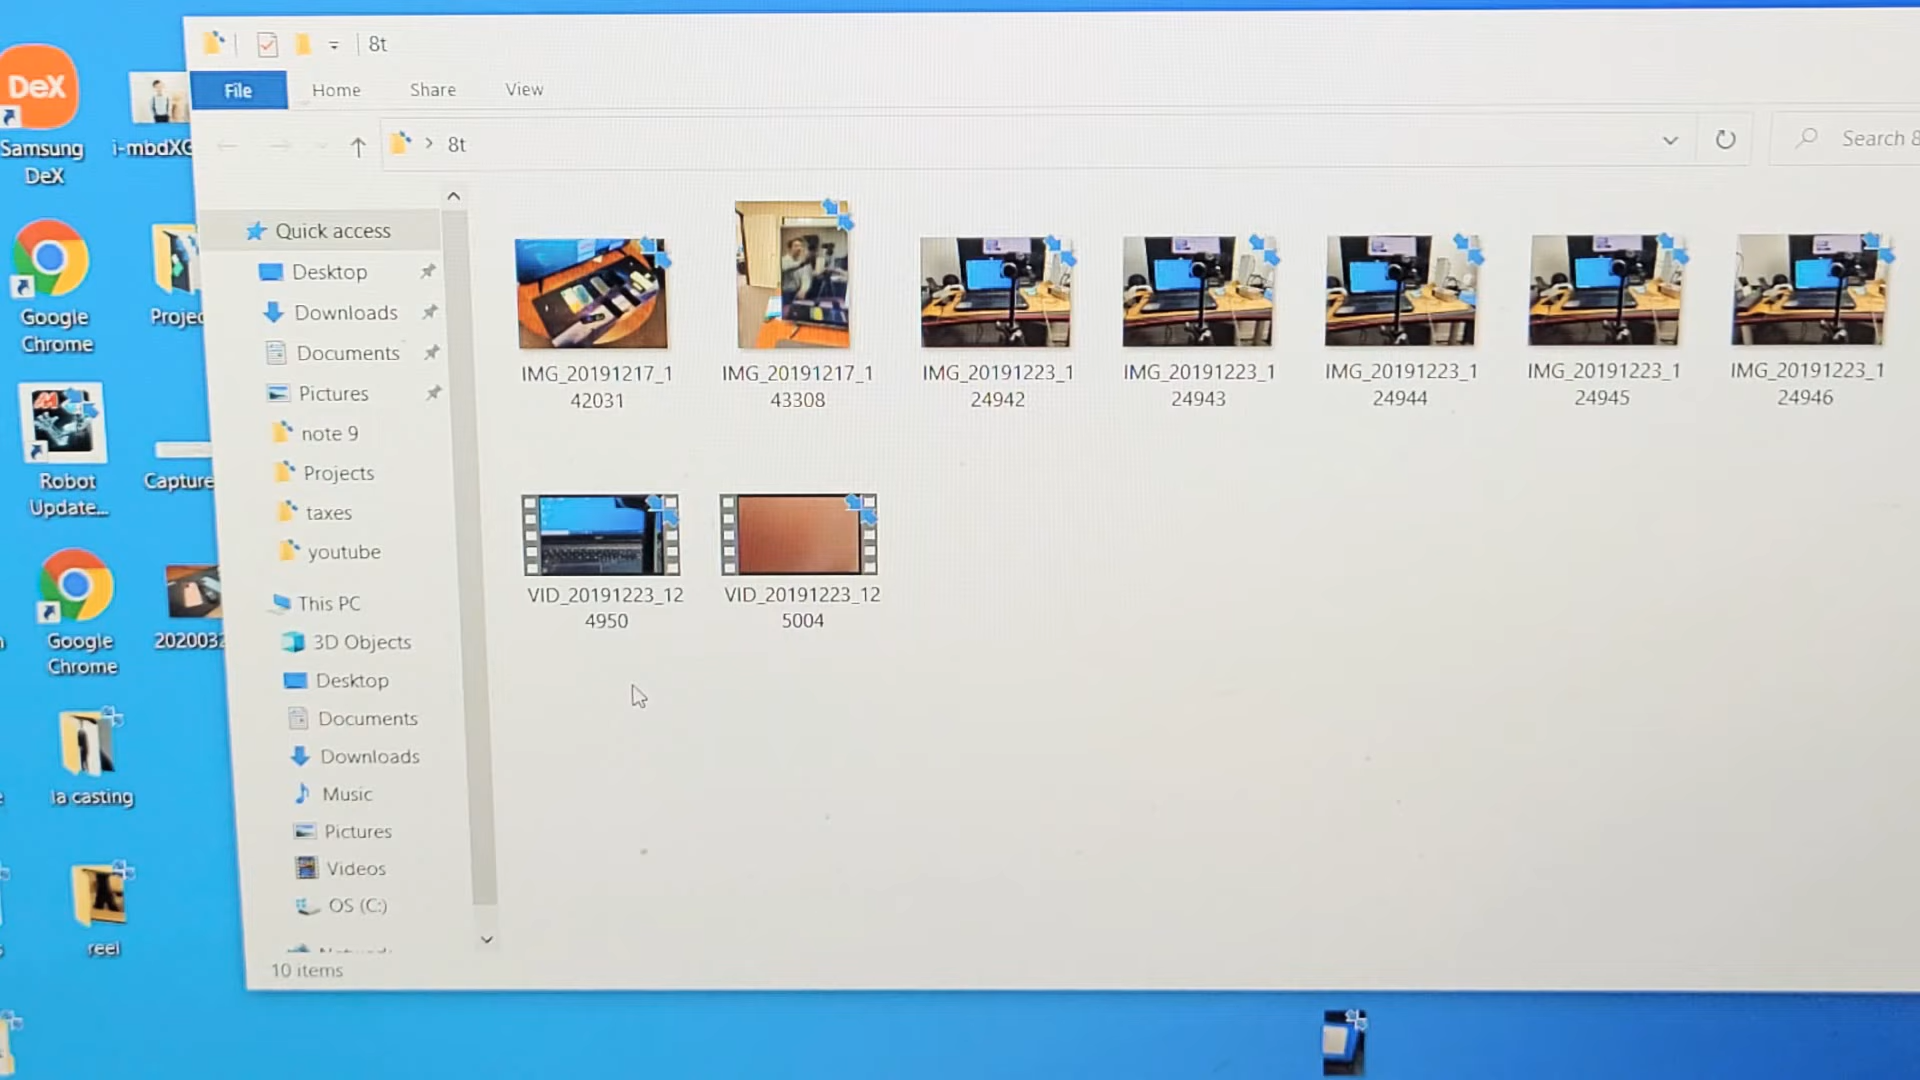 8t
File
Home
Share
View
8t
Search 8
DeX
Samsung
DeX
i-mbdXG
Google
Chrome
Projec
Robot
Update...
Capture
Google
Chrome
2020032
la casting
reel
Quick access
Desktop
Downloads
Documents
Pictures
note 9
Projects
taxes
youtube
This PC
3D Objects
Desktop
Documents
Downloads
Music
Pictures
Videos
OS (C:)
10 items
IMG_20191217_1
42031
IMG_20191217_1
43308
IMG_20191223_1
24942
IMG_20191223_1
24943
IMG_20191223_1
24944
IMG_20191223_1
24945
IMG_20191223_1
24946
VID_20191223_12
4950
VID_20191223_12
5004